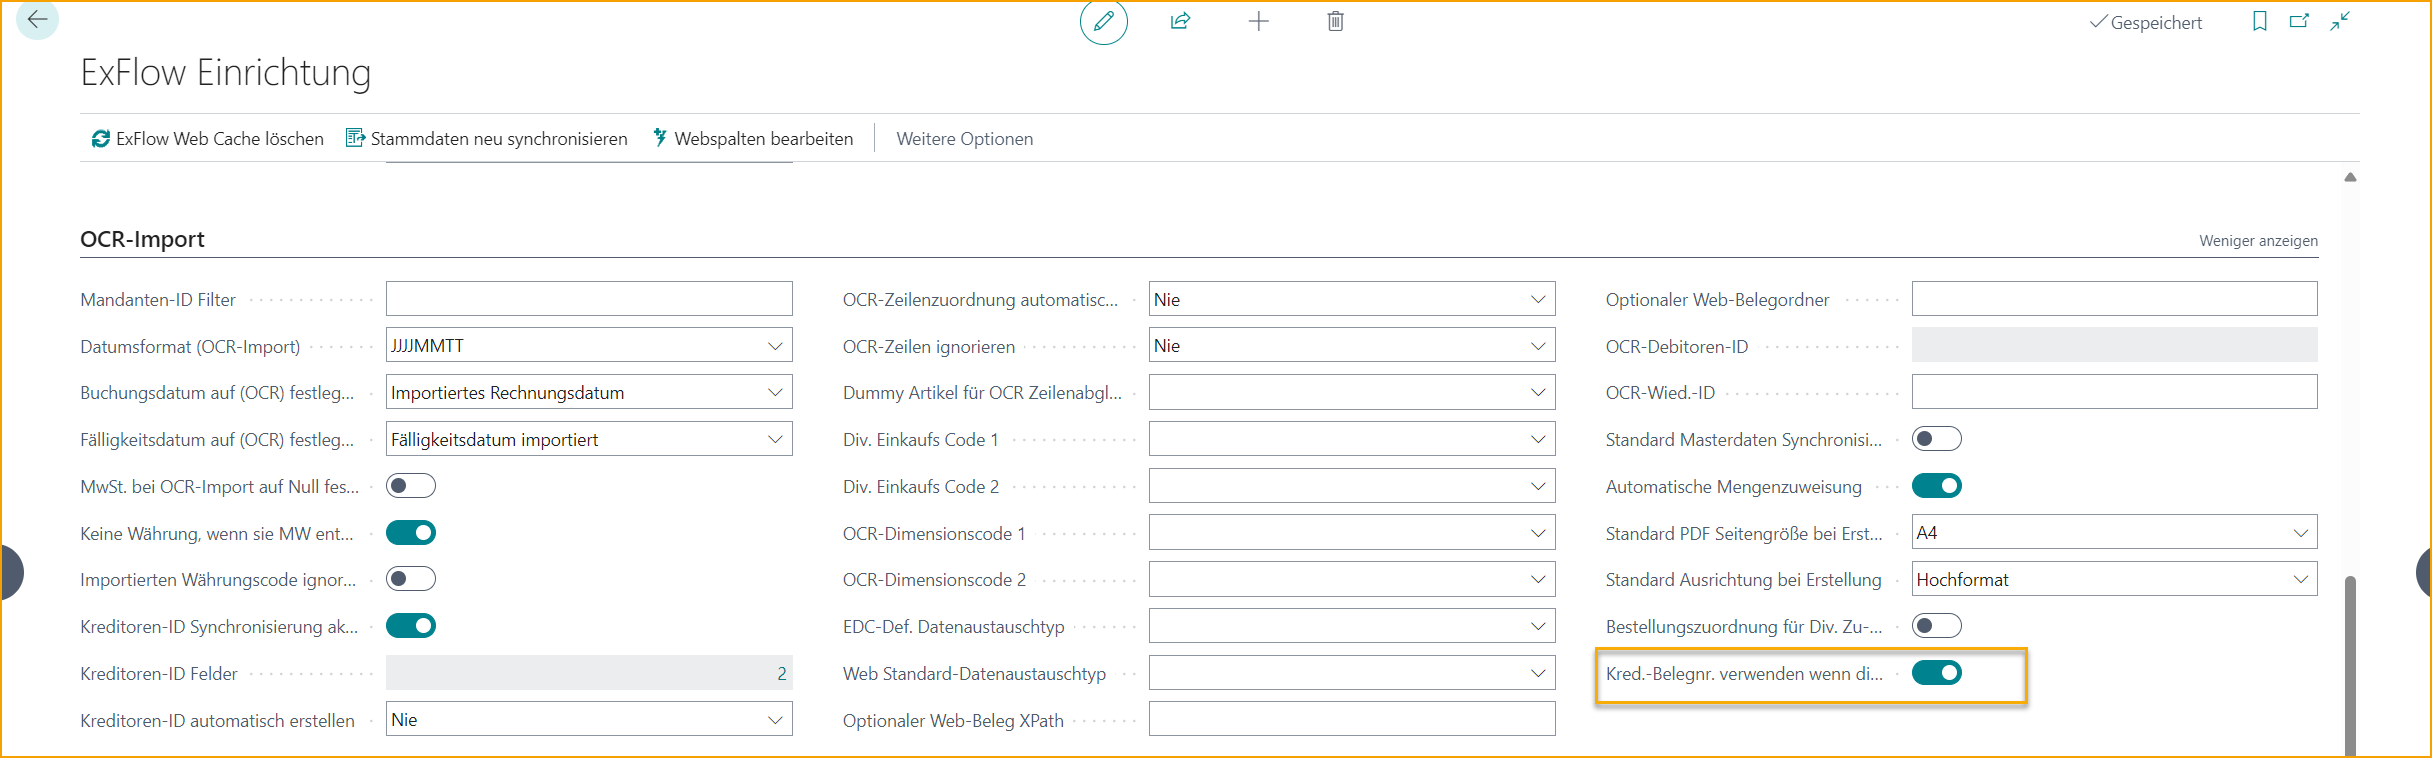 Gespeichert
ExFlow Einrichtung
ExFlow Web Cache löschen
Stammdaten neu synchronisieren
Webspalten bearbeiten
Weitere Optionen
OCR-Import
Weniger anzeigen
Mandanten-ID Filter
Datumsformat (OCR-Import)
JJJJMMTT
Buchungsdatum auf (OCR) festleg...
Importiertes Rechnungsdatum
Fälligkeitsdatum auf (OCR) festleg...
Fälligkeitsdatum importiert
MwSt. bei OCR-Import auf Null fes...
Keine Währung, wenn sie MW ent...
Importierten Währungscode ignor...
Kreditoren-ID Synchronisierung ak...
Kreditoren-ID Felder
2
Kreditoren-ID automatisch erstellen
Nie
OCR-Zeilenzuordnung automatisc...
Nie
OCR-Zeilen ignorieren
Nie
Dummy Artikel für OCR Zeilenabgl...
Div. Einkaufs Code 1
Div. Einkaufs Code 2
OCR-Dimensionscode 1
OCR-Dimensionscode 2
EDC-Def. Datenaustauschtyp
Web Standard-Datenaustauschtyp
Optionaler Web-Beleg XPath
Optionaler Web-Belegordner
OCR-Debitoren-ID
OCR-Wied.-ID
Standard Masterdaten Synchronisi...
Automatische Mengenzuweisung
Standard PDF Seitengröße bei Erst...
A4
Standard Ausrichtung bei Erstellung
Hochformat
Bestellungszuordnung für Div. Zu-...
Kred.-Belegnr. verwenden wenn di...